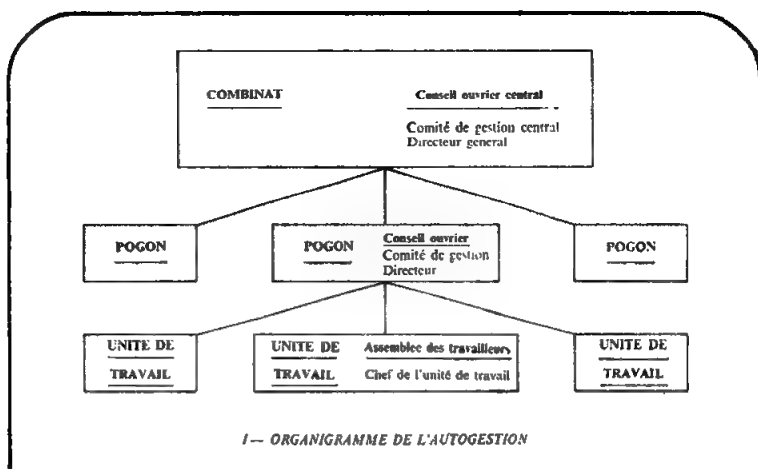 COMBINAT
Conseil ouvrier central
Comité de gestion central
Directeur general
POGON
POGON
Conseil ouvrier
Comité de gestion
Directeur
POGON
UNITE DE
TRAVAIL
UNITE DE
TRAVAIL
Assemblee des travailleurs
Chef de l'unité de travail
UNITE DE
TRAVAIL
I — ORGANIGRAMME DE L'AUTOGESTION